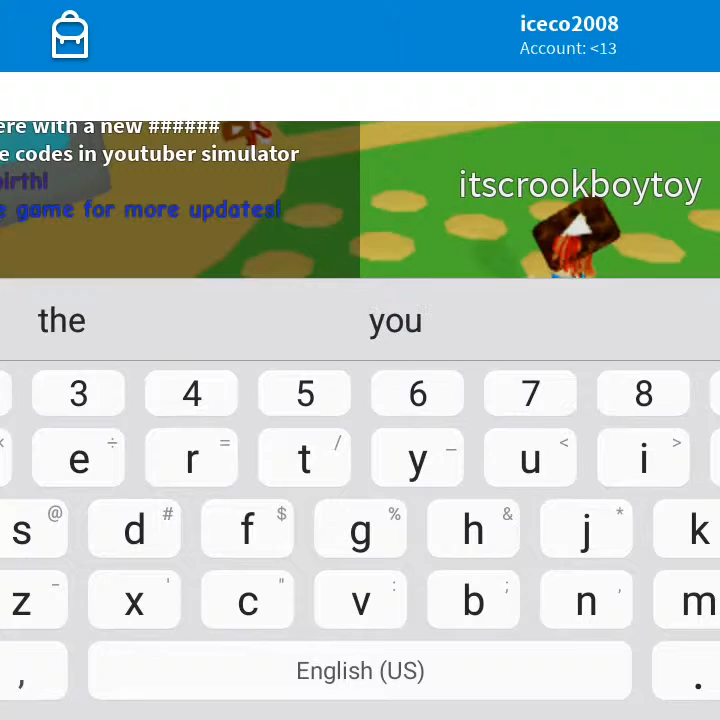 iceco2008
Account: <13
ere with a new ######
e codes in youtuber simulator
birth!
e game for more updates!
itscrookboytoy
the you
3 4 5 6 7 8
e ÷ r = t / y _ u < i >
s @ d # f $ g % h & j * k
z - x ' c " v : b ; n , m
, English (US) .